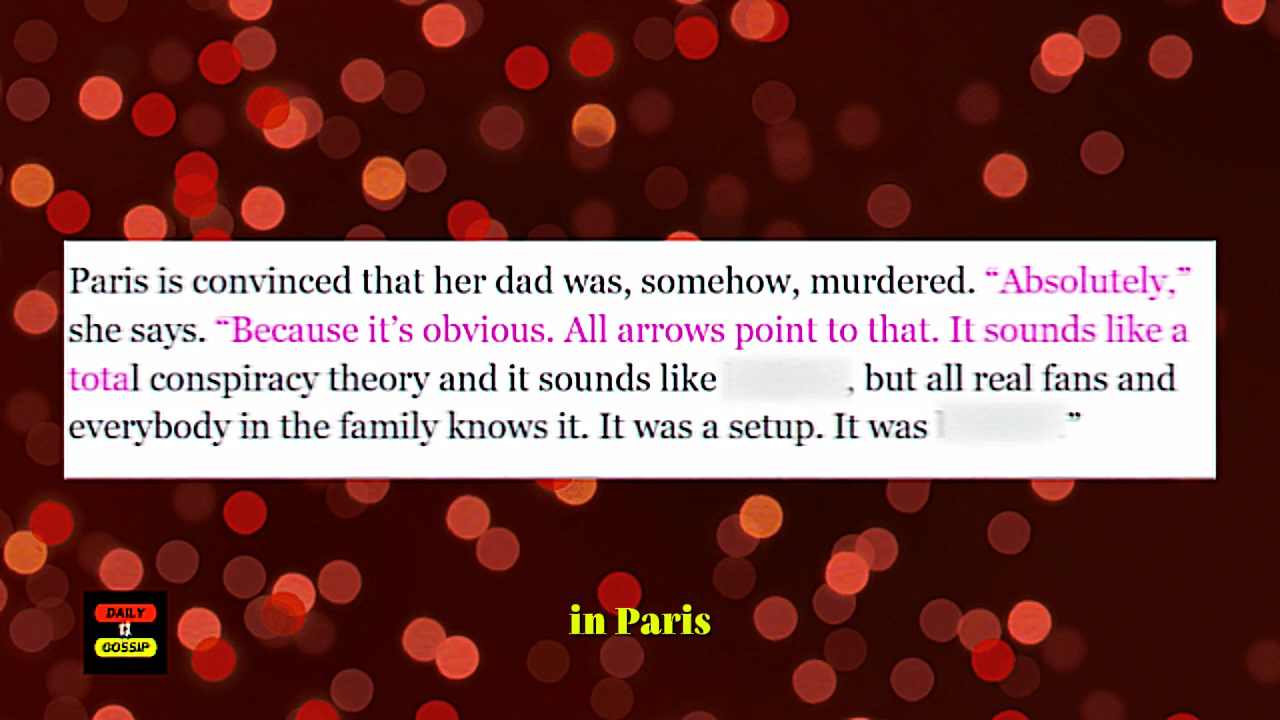 Paris is convinced that her dad was, somehow, murdered. “Absolutely,”
she says. “Because it’s obvious. All arrows point to that. It sounds like a
total conspiracy theory and it sounds like , but all real fans and
everybody in the family knows it. It was a setup. It was .”
in Paris
DAILY
GOSSIP